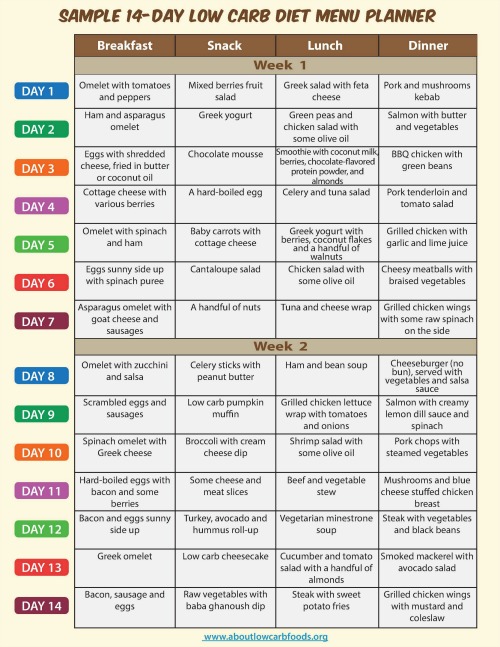 SAMPLE 14-DAY LOW CARB DIET MENU PLANNER
Breakfast Snack Lunch Dinner
Week 1
DAY 1
Omelet with tomatoes
and peppers
Mixed berries fruit
salad
Greek salad with feta
cheese
Pork and mushrooms
kebab
DAY 2
Ham and asparagus
omelet
Greek yogurt
Green peas and
chicken salad with
some olive oil
Salmon with butter
and vegetables
DAY 3
Eggs with shredded
cheese, fried in butter
or coconut oil
Chocolate mousse
Smoothie with coconut milk,
berries, chocolate-flavored
protein powder, and
almonds
BBQ chicken with
green beans
DAY 4
Cottage cheese with
various berries
A hard-boiled egg
Celery and tuna salad
Pork tenderloin and
tomato salad
DAY 5
Omelet with spinach
and ham
Baby carrots with
cottage cheese
Greek yogurt with
berries, coconut flakes
and a handful of
walnuts
Grilled chicken with
garlic and lime juice
DAY 6
Eggs sunny side up
with spinach puree
Cantaloupe salad
Chicken salad with
some olive oil
Cheesy meatballs with
braised vegetables
DAY 7
Asparagus omelet with
goat cheese and
sausages
A handful of nuts
Tuna and cheese wrap
Grilled chicken wings
with some raw spinach
on the side
Week 2
DAY 8
Omelet with zucchini
and salsa
Celery sticks with
peanut butter
Ham and bean soup
Cheeseburger (no
bun), served with
vegetables and salsa
sauce
DAY 9
Scrambled eggs and
sausages
Low carb pumpkin
muffin
Grilled chicken lettuce
wrap with tomatoes
and onions
Salmon with creamy
lemon dill sauce and
spinach
DAY 10
Spinach omelet with
Greek cheese
Broccoli with cream
cheese dip
Shrimp salad with
some olive oil
Pork chops with
steamed vegetables
DAY 11
Hard-boiled eggs with
bacon and some
berries
Some cheese and
meat slices
Beef and vegetable
stew
Mushrooms and blue
cheese stuffed chicken
breast
DAY 12
Bacon and eggs sunny
side up
Turkey, avocado and
hummus roll-up
Vegetarian minestrone
soup
Steak with vegetables
and black beans
DAY 13
Greek omelet
Low carb cheesecake
Cucumber and tomato
salad with a handful of
almonds
Smoked mackerel with
avocado salad
DAY 14
Bacon, sausage and
eggs
Raw vegetables with
baba ghanoush dip
Steak with sweet
potato fries
Grilled chicken wings
with mustard and
coleslaw
www.aboutlowcarbfoods.org